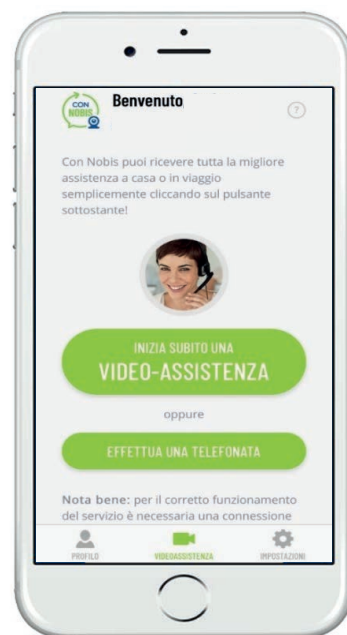 CON
NOBIS
Benvenuto
?
Con Nobis puoi ricevere tutta la migliore
assistenza a casa o in viaggio
semplicemente cliccando sul pulsante
sottostante!
INIZIA SUBITO UNA
VIDEO-ASSISTENZA
oppure
EFFETTUA UNA TELEFONATA
Nota bene: per il corretto funzionamento
del servizio è necessaria una connessione
PROFILO VIDEOASSISTENZA IMPOSTAZIONI